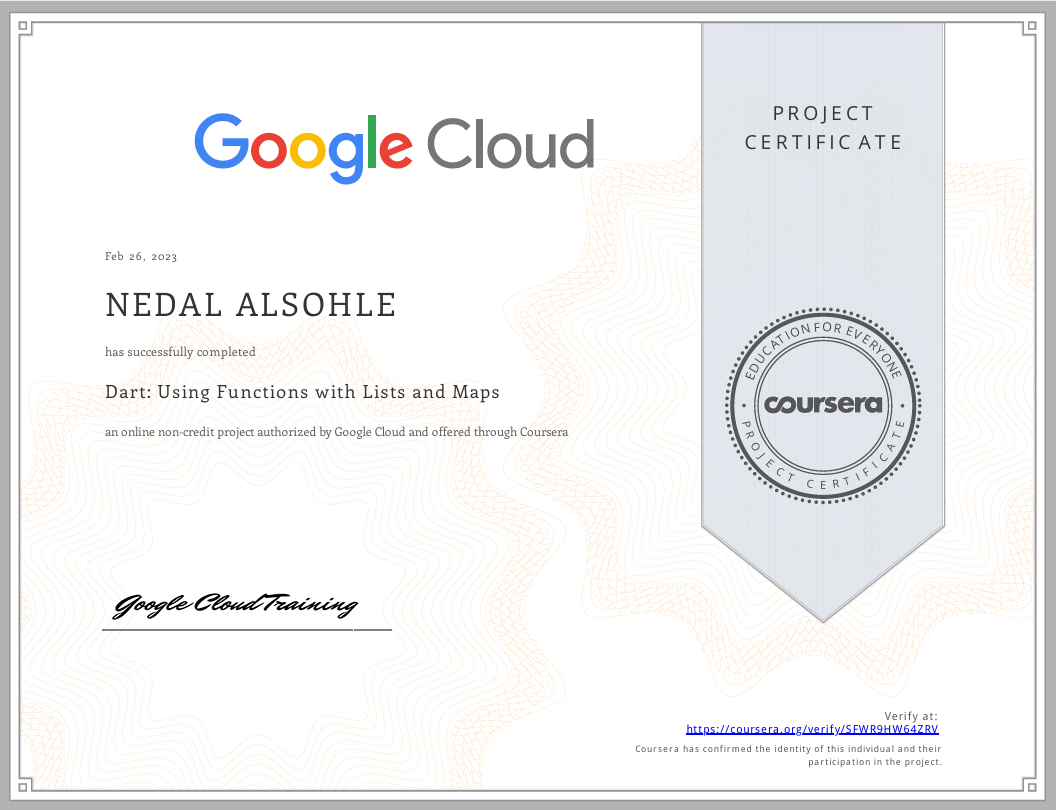 PROJECT
CERTIFICATE
Google Cloud
Feb 26, 2023
NEDAL ALSOHLE
has successfully completed
Dart: Using Functions with Lists and Maps
an online non-credit project authorized by Google Cloud and offered through Coursera
EDUCATION FOR EVERYONE
coursera
PROJECT CERTIFICATE
Google Cloud Training
Verify at:
https://coursera.org/verify/SFWR9HW64ZRV
Coursera has confirmed the identity of this individual and their
participation in the project.